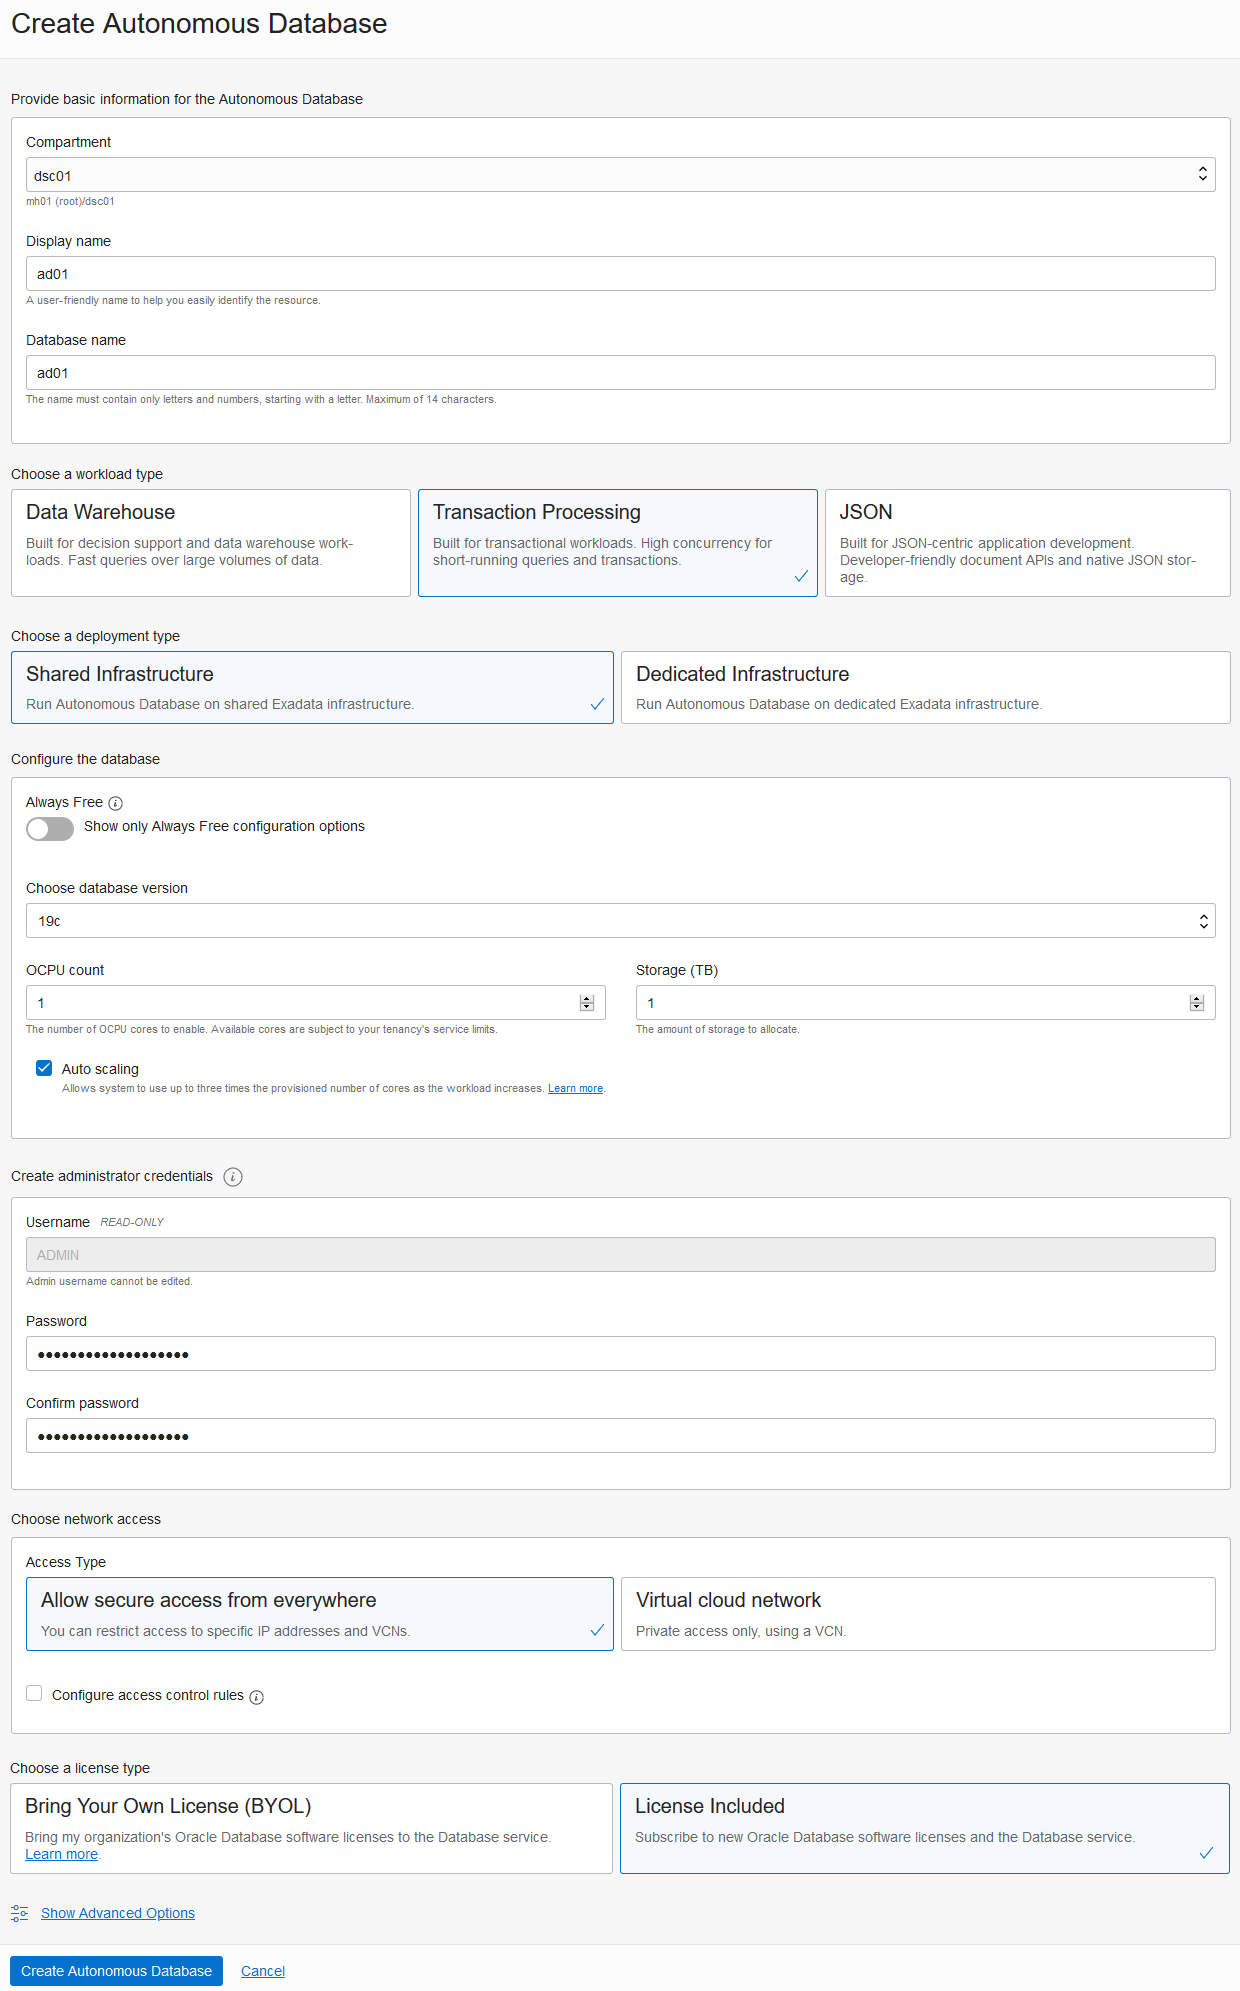 Create Autonomous Database
Provide basic information for the Autonomous Database
Compartment
dsc01
mh01 (root)/dsc01
Display name
ad01
A user-friendly name to help you easily identify the resource.
Database name
ad01
The name must contain only letters and numbers, starting with a letter. Maximum of 14 characters.
Choose a workload type
Data Warehouse
Built for decision support and data warehouse work-
loads. Fast queries over large volumes of data.
Transaction Processing
Built for transactional workloads. High concurrency for
short-running queries and transactions.
JSON
Built for JSON-centric application development.
Developer-friendly document APIs and native JSON stor-
age.
Choose a deployment type
Shared Infrastructure
Run Autonomous Database on shared Exadata infrastructure.
Dedicated Infrastructure
Run Autonomous Database on dedicated Exadata infrastructure.
Configure the database
Always Free
Show only Always Free configuration options
Choose database version
19c
OCPU count
1
The number of OCPU cores to enable. Available cores are subject to your tenancy's service limits.
Storage (TB)
1
The amount of storage to allocate.
Auto scaling
Allows system to use up to three times the provisioned number of cores as the workload increases. Learn more.
Create administrator credentials
Username READ-ONLY
ADMIN
Admin username cannot be edited.
Password
•••••••••••••••••••
Confirm password
•••••••••••••••••••
Choose network access
Access Type
Allow secure access from everywhere
You can restrict access to specific IP addresses and VCNs.
Virtual cloud network
Private access only, using a VCN.
Configure access control rules
Choose a license type
Bring Your Own License (BYOL)
Bring my organization's Oracle Database software licenses to the Database service.
Learn more.
License Included
Subscribe to new Oracle Database software licenses and the Database service.
Show Advanced Options
Create Autonomous Database
Cancel